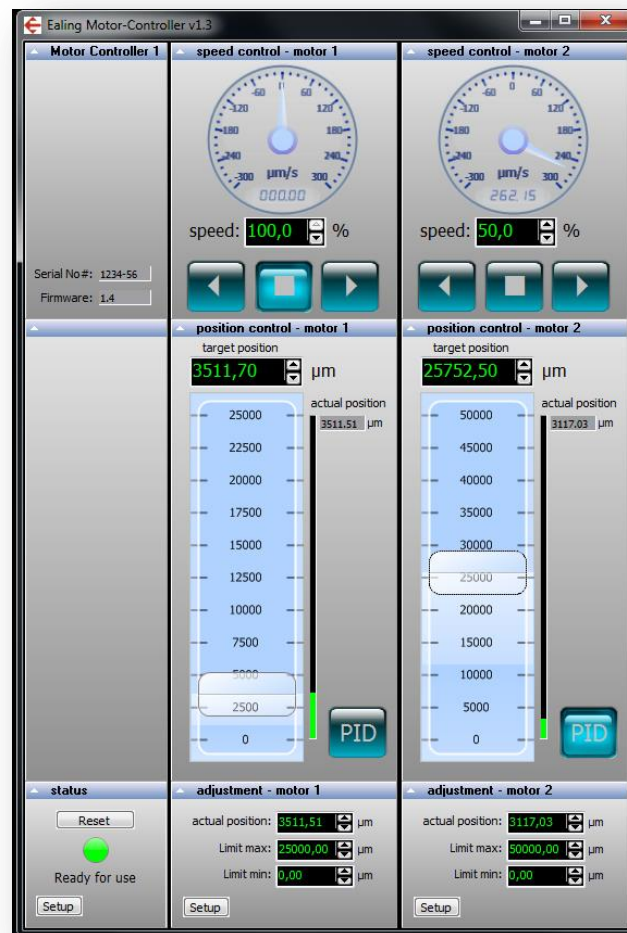 Ealing Motor-Controller v1.3
Motor Controller 1
Serial No#: 1234-56
Firmware: 1.4
speed control - motor 1
-60 0 60
-120 120
-180 180
-240 240
-300 µm/s 300
000.00
speed: 100,0 %
speed control - motor 2
-60 0 60
-120 120
-180 180
-240 240
-300 µm/s 300
262.15
speed: 50,0 %
position control - motor 1
target position
3511,70 µm
actual position
3511.51 µm
25000
22500
20000
17500
15000
12500
10000
7500
5000
2500
0
PID
position control - motor 2
target position
25752,50 µm
actual position
3117.03 µm
50000
45000
40000
35000
30000
25000
20000
15000
10000
5000
0
PID
status
Reset
Ready for use
Setup
adjustment - motor 1
actual position: 3511,51 µm
Limit max: 25000,00 µm
Limit min: 0,00 µm
Setup
adjustment - motor 2
actual position: 3117,03 µm
Limit max: 50000,00 µm
Limit min: 0,00 µm
Setup